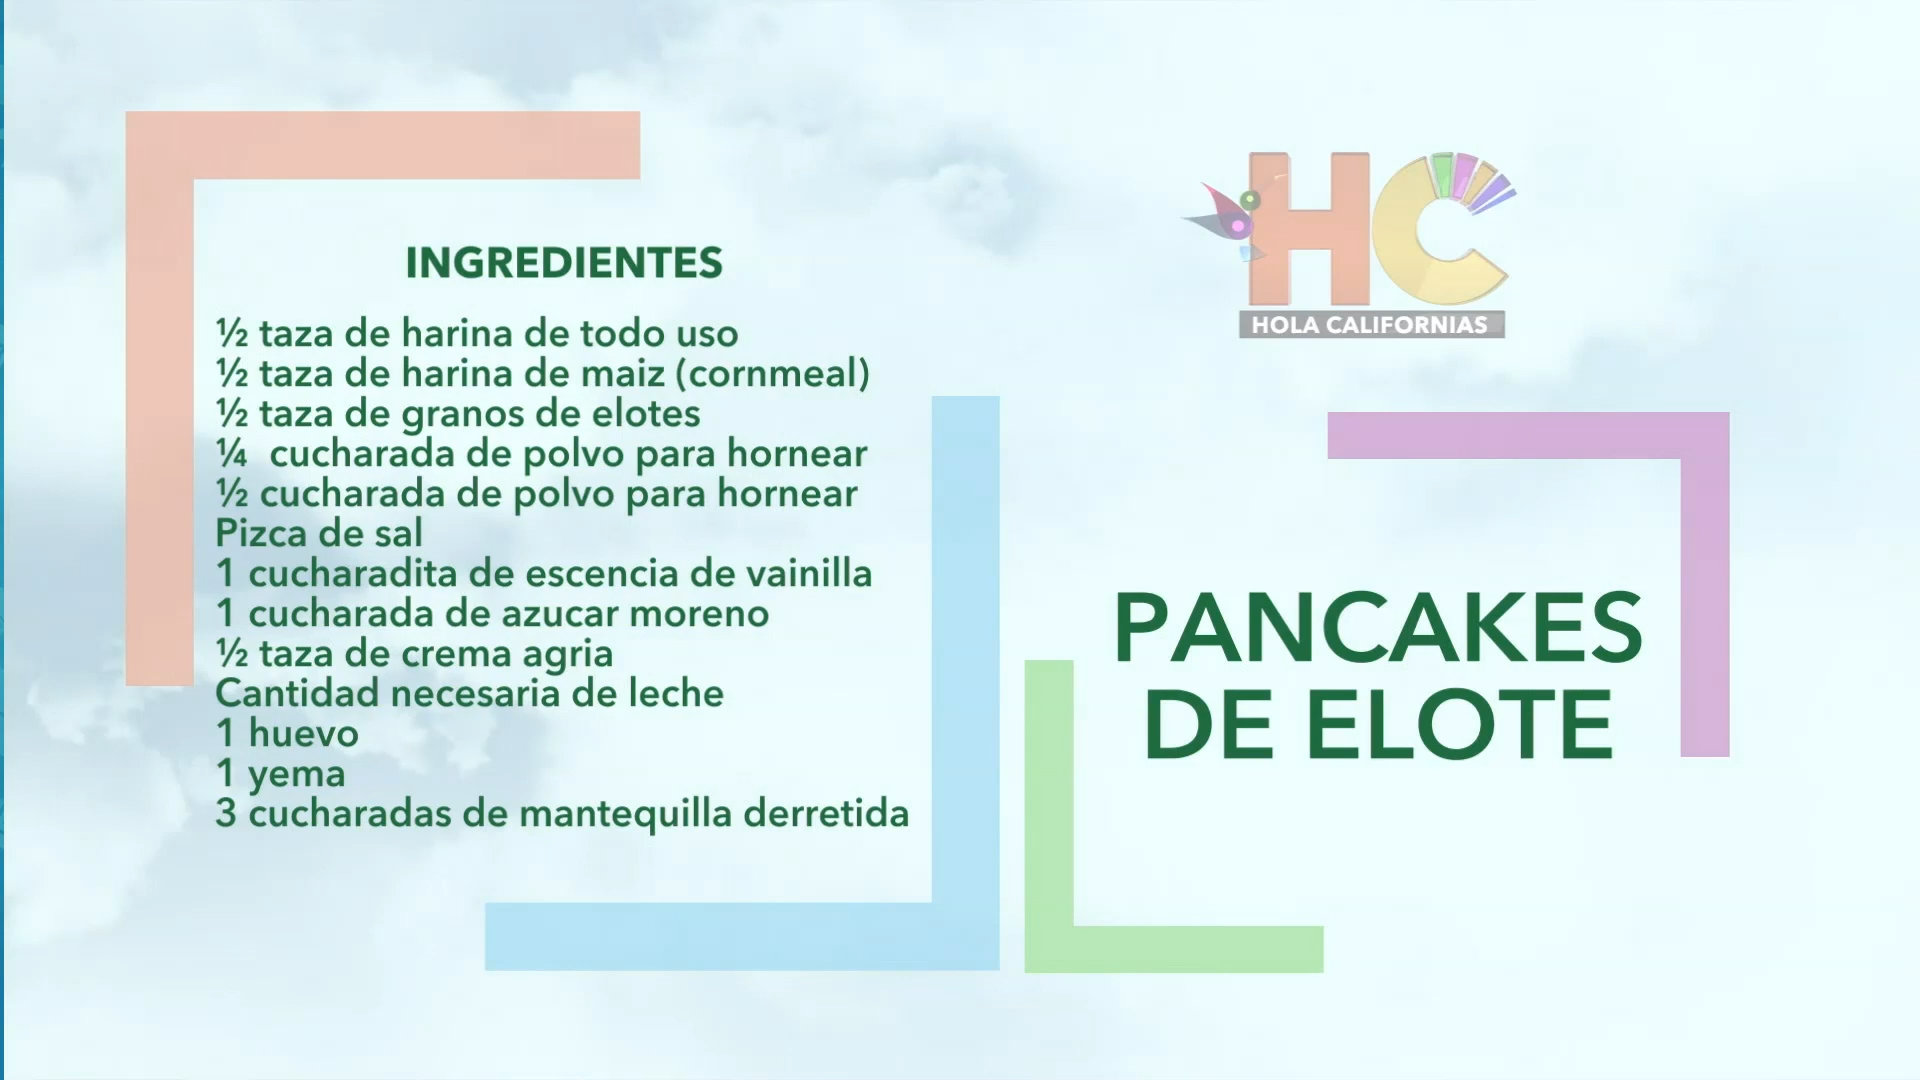 INGREDIENTES
½ taza de harina de todo uso
½ taza de harina de maiz (cornmeal)
½ taza de granos de elotes
¼ cucharada de polvo para hornear
½ cucharada de polvo para hornear
Pizca de sal
1 cucharadita de escencia de vainilla
1 cucharada de azucar moreno
½ taza de crema agria
Cantidad necesaria de leche
1 huevo
1 yema
3 cucharadas de mantequilla derretida
HC
HOLA CALIFORNIAS
PANCAKES
DE ELOTE